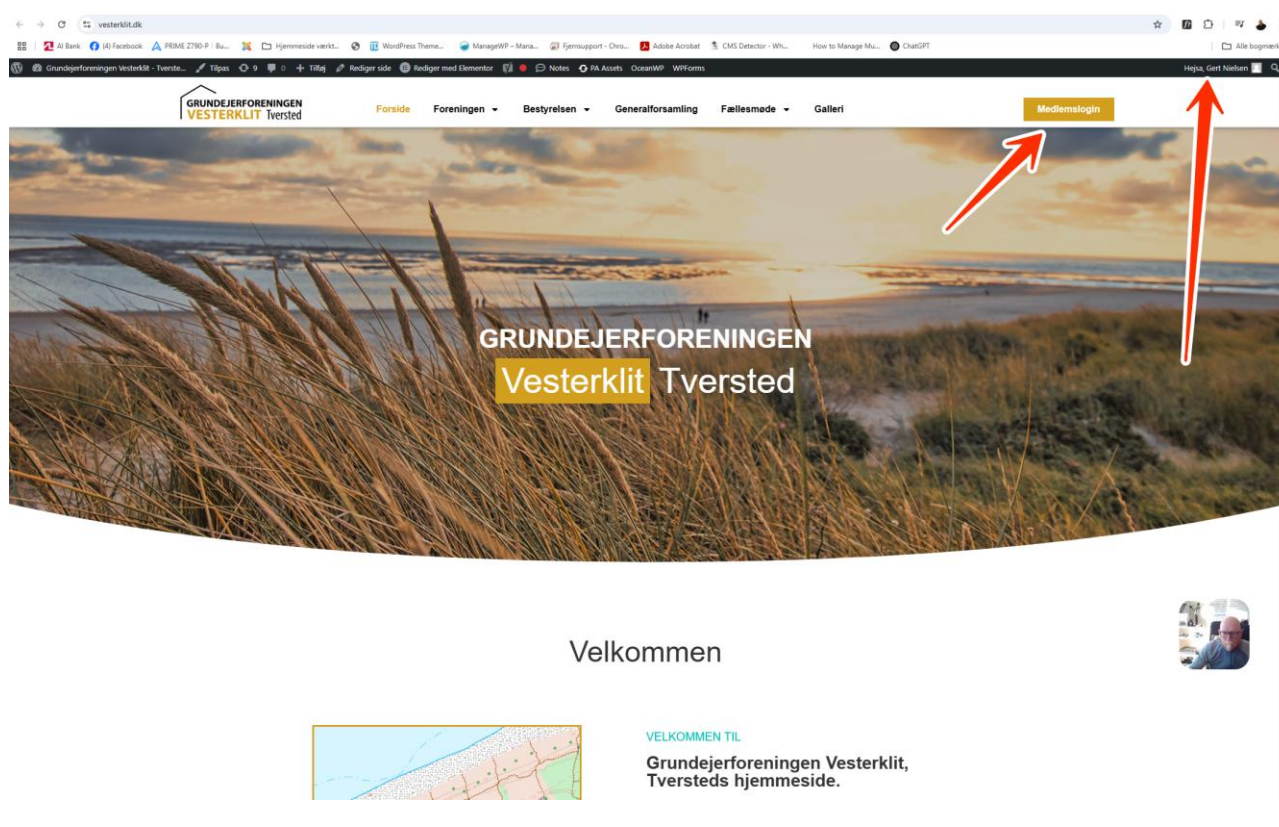 vesterklit.dk
AI Bank (4) Facebook PRIME Z790-P | Bu... Hjemmeside værkt... WordPress Theme... ManageWP – Mana... Fjernsupport - Chro... Adobe Acrobat CMS Detector - Wh... How to Manage Mu... ChatGPT Alle bogmærk
Grundejerforeningen Vesterklit - Tverste... Tilpas 9 0 Tilføj Rediger side Rediger med Elementor Notes PA Assets OceanWP WPForms Hejsa, Gert Nielsen
GRUNDEJERFORENINGEN
VESTERKLIT Tversted
Forside Foreningen Bestyrelsen Generalforsamling Fællesmøde Galleri Medlemslogin
GRUNDEJERFORENINGEN
Vesterklit Tversted
Velkommen
VELKOMMEN TIL
Grundejerforeningen Vesterklit,
Tversteds hjemmeside.